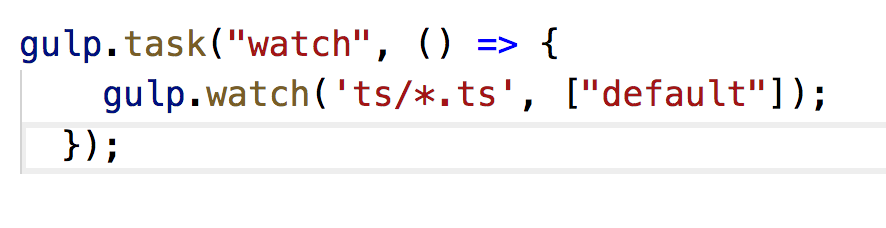 gulp.task("watch", () => {
    gulp.watch('ts/*.ts', ["default"]);
  });